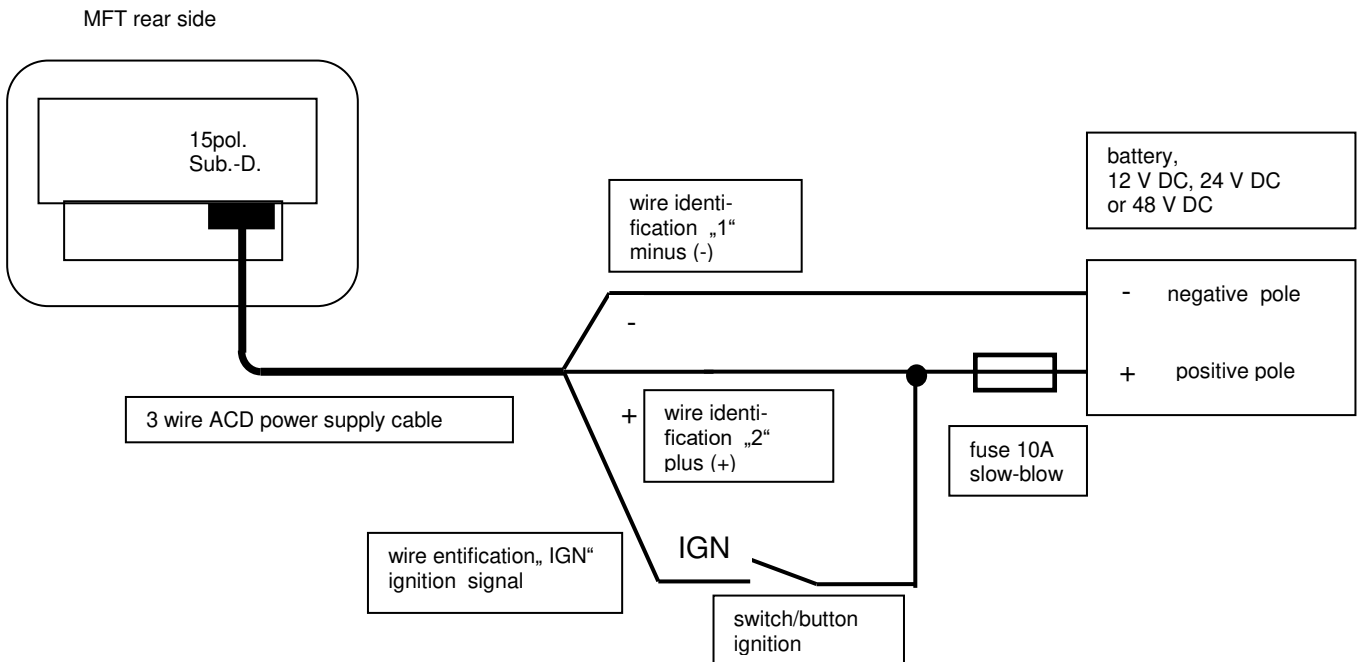 MFT rear side
15pol.
Sub.-D.
battery,
12 V DC, 24 V DC
or 48 V DC
wire identi-
fication „1“
minus (-)
- negative pole
-
+ positive pole
3 wire ACD power supply cable
+
wire identi-
fication „2“
plus (+)
fuse 10A
slow-blow
wire entification„ IGN“
ignition signal
IGN
switch/button
ignition